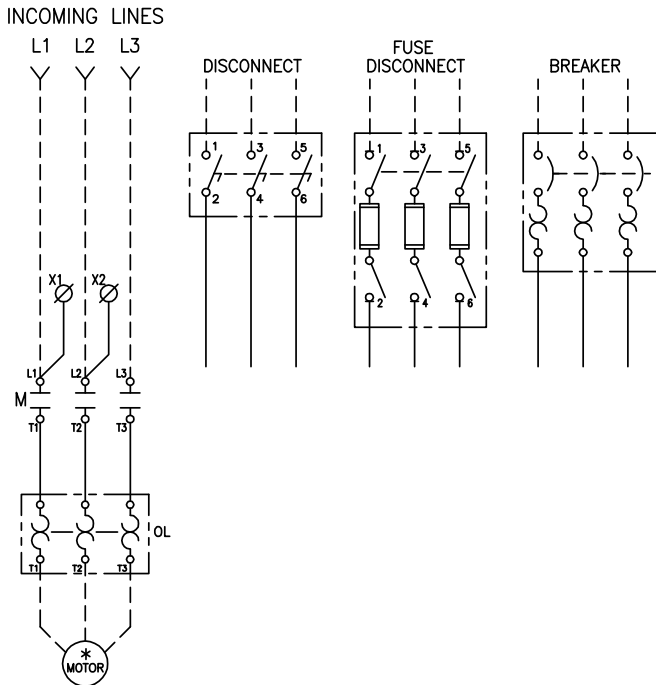 INCOMING LINES
L1 L2 L3
DISCONNECT
FUSE
DISCONNECT
BREAKER
1 3 5
2 4 6
1 3 5
2 4 6
X1 X2
L1 L2 L3
M
T1 T2 T3
OL
T1 T2 T3
*
MOTOR